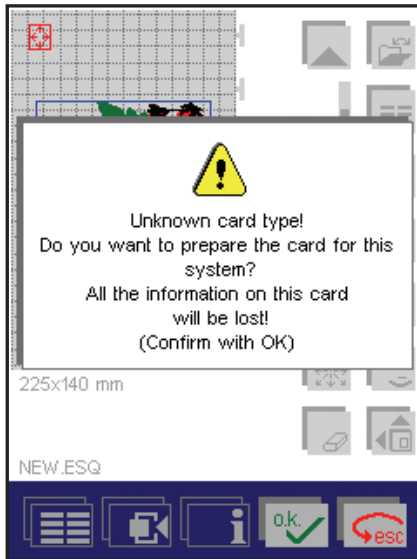 Unknown card type!
Do you want to prepare the card for this
system?
All the information on this card
will be lost!
(Confirm with OK)
225x140 mm
NEW.ESQ
i
o.k.
esc